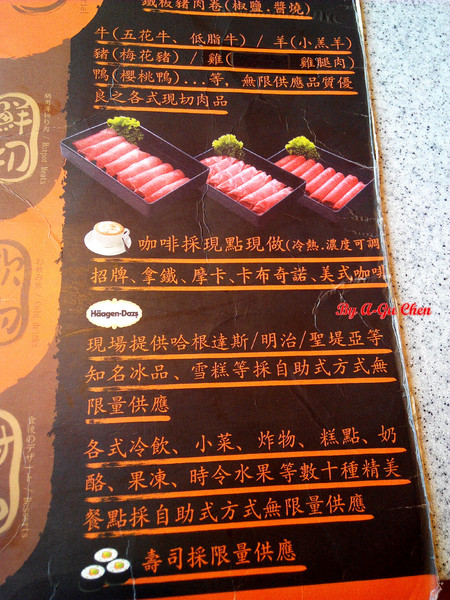 鐵板豬肉卷(椒鹽.醬燒)
牛(五花牛、低脂牛) / 羊(小羔羊)
豬(梅花豬) / 雞( 雞腿肉)
鴨(櫻桃鴨)...等，無限供應品質優
良之各式現切肉品
鮮切
咖啡採現點現做(冷熱.濃度可調
招牌、拿鐵、摩卡、卡布奇諾、美式咖啡
Häagen-Dazs
By A-Gu Chen
現場提供哈根達斯/明治/聖堤亞等
知名冰品、雪糕等採自助式方式無
限量供應
各式冷飲、小菜、炸物、糕點、奶
酪、果凍、時令水果等數十種精美
餐點採自助式方式無限量供應
壽司採限量供應